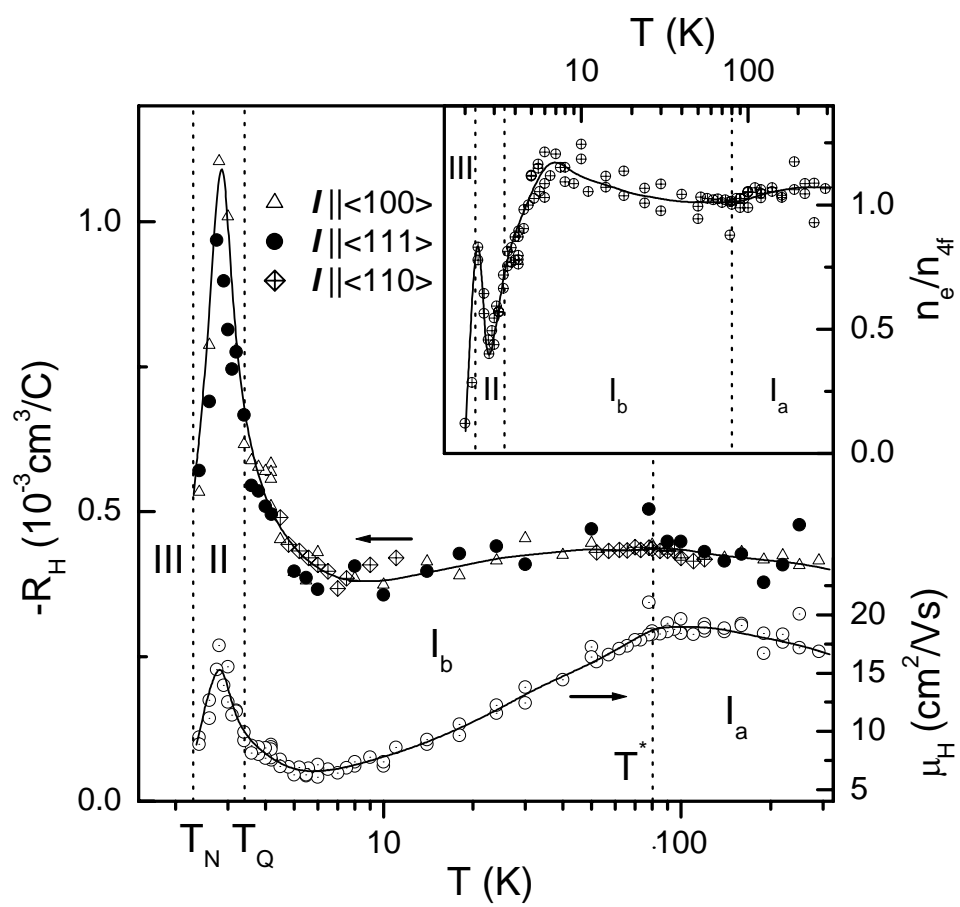 T (K)
10
100
III
II
I_b
I_a
1.0
0.5
0.0
n_e/n_4f
I||<100>
I||<111>
I||<110>
1.0
0.5
0.0
-R_H (10^-3cm^3/C)
III
II
I_b
I_a
T^*
20
15
10
5
μ_H (cm^2/Vs)
T_N
T_Q
10
100
T (K)